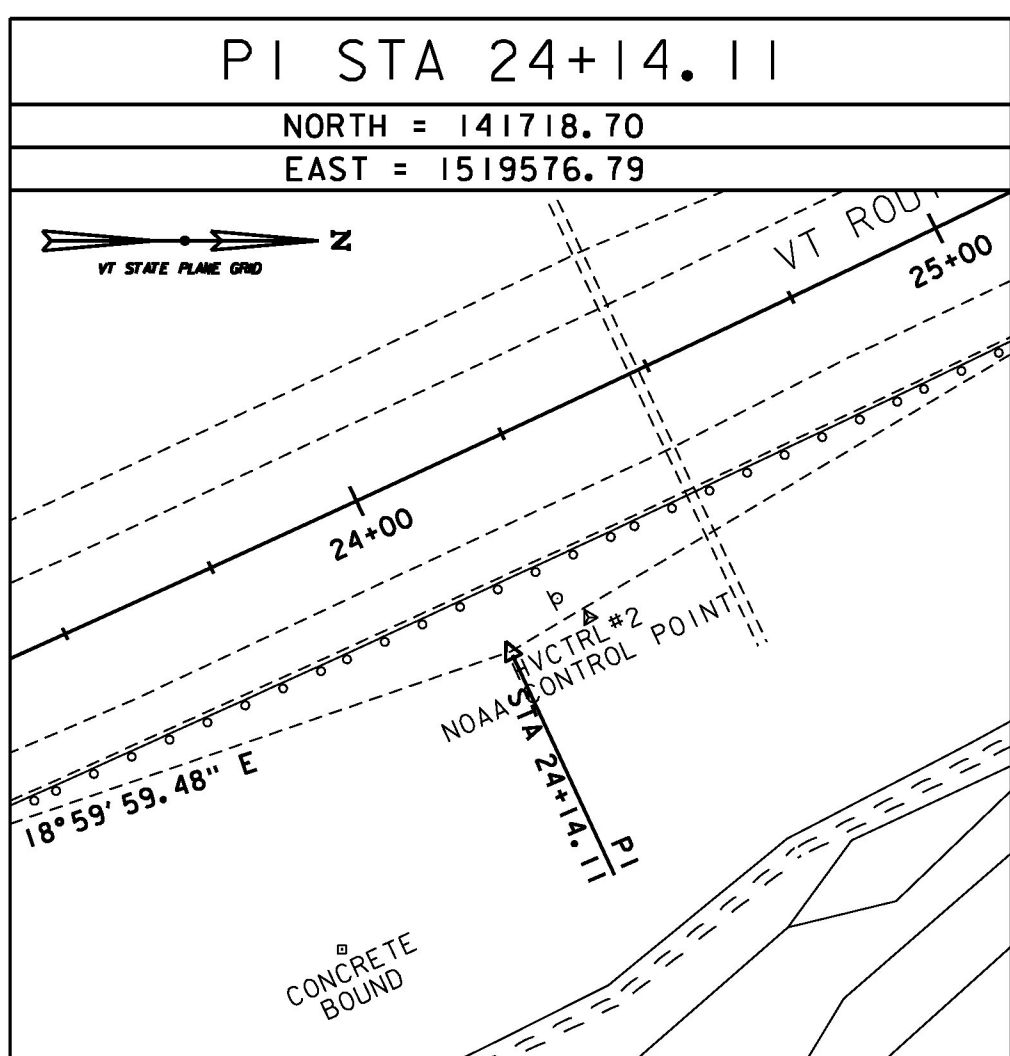 PI STA 24+14.11
NORTH = 141718.70
EAST = 1519576.79
N
VT STATE PLANE GRID
VT
25+00
24+00
HVCTRL#2
NOAA CONTROL POINT
STA 24+14.11
PI
18°59'59.48" E
CONCRETE
BOUND